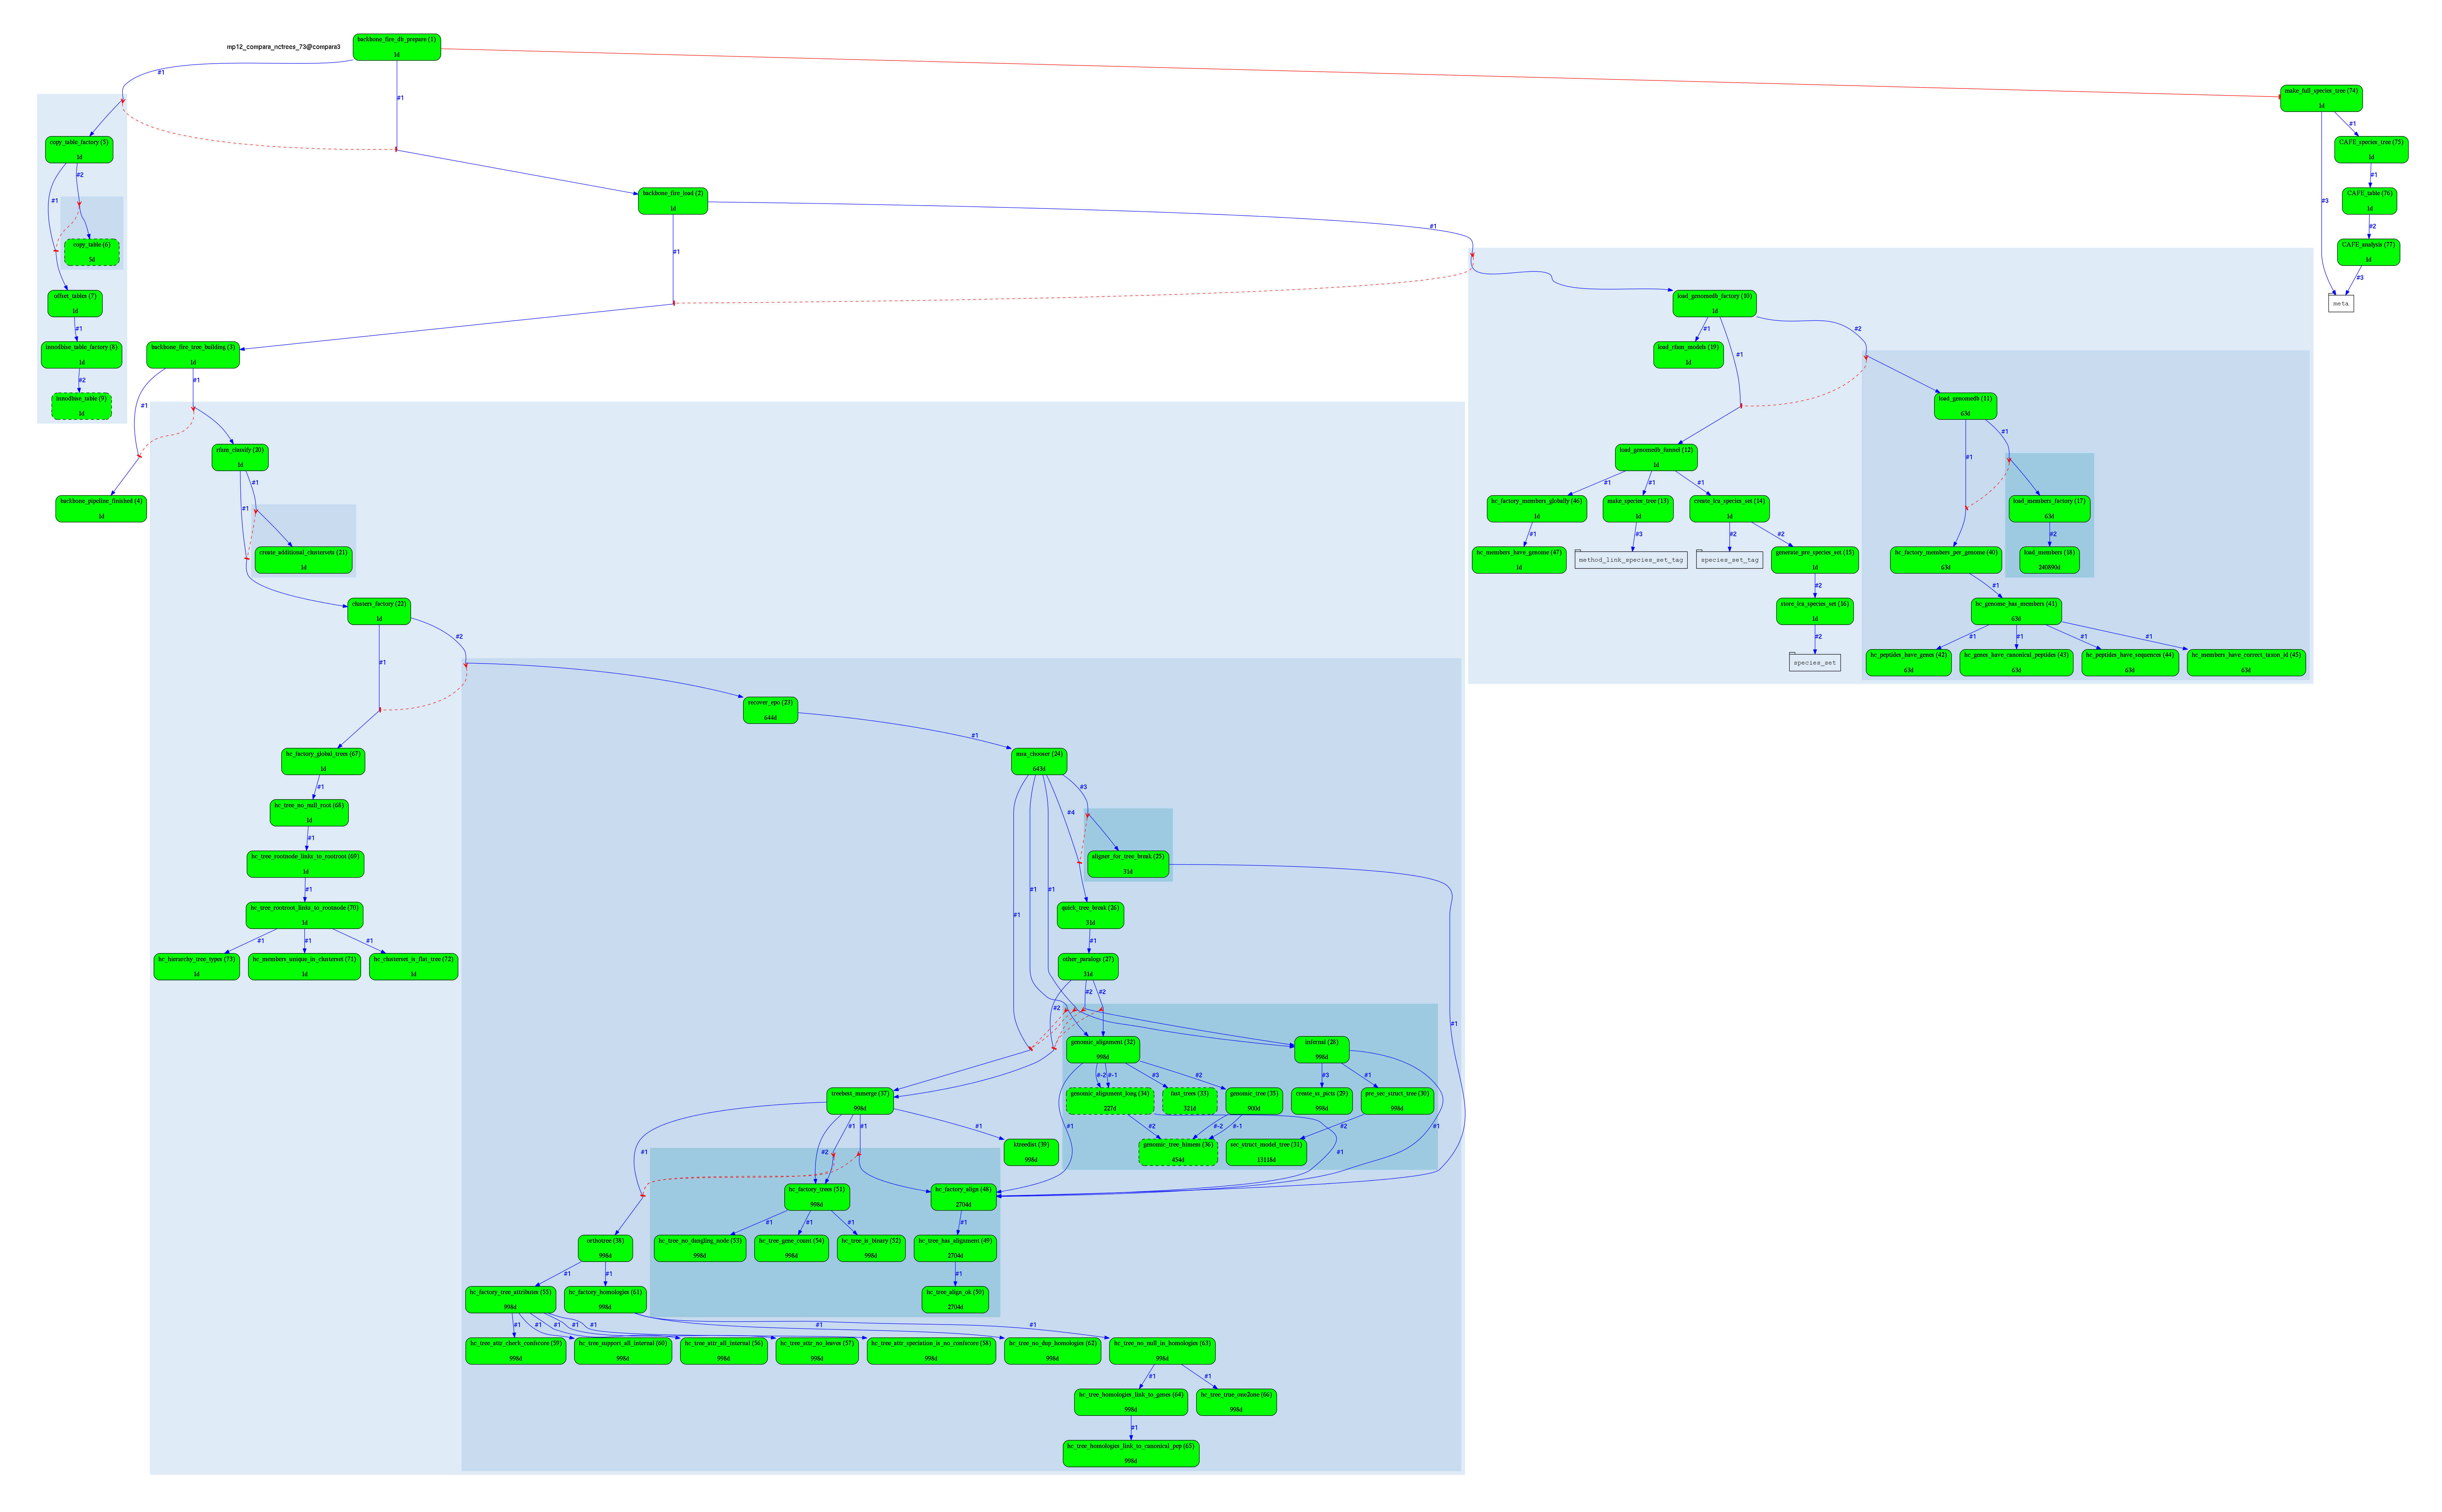 mp12_compara_nctrees_73@compara3
backbone_fire_db_prepare (1)
1d
#1
#1
make_full_species_tree (74)
1d
#1
#3
copy_table_factory (5)
1d
#2
#1
CAFE_species_tree (75)
1d
#1
backbone_fire_load (2)
1d
#1
#1
CAFE_table (76)
1d
#2
copy_table (6)
5d
CAFE_analysis (77)
1d
#3
meta
offset_tables (7)
1d
#1
load_genomedb_factory (10)
1d
#1
#1
#2
innodbise_table_factory (8)
1d
#2
backbone_fire_tree_building (3)
1d
#1
#1
load_rfam_models (19)
1d
innodbise_table (9)
1d
load_genomedb (11)
63d
#1
#1
rfam_classify (20)
1d
#1
#1
load_genomedb_funnel (12)
1d
#1
#1
#1
backbone_pipeline_finished (4)
1d
hc_factory_members_globally (46)
1d
#1
make_species_tree (13)
1d
#3
create_lca_species_set (14)
1d
#2
#2
load_members_factory (17)
63d
#2
create_additional_clustersets (21)
1d
hc_members_have_genome (47)
1d
method_link_species_set_tag
species_set_tag
generate_pre_species_set (15)
1d
#2
hc_factory_members_per_genome (40)
63d
#1
load_members (18)
240890d
clusters_factory (22)
1d
#1
#2
store_lca_species_set (16)
1d
#2
hc_genome_has_members (41)
63d
#1
#1
#1
#1
species_set
hc_peptides_have_genes (42)
63d
hc_genes_have_canonical_peptides (43)
63d
hc_peptides_have_sequences (44)
63d
hc_members_have_correct_taxon_id (45)
63d
recover_epo (23)
644d
#1
hc_factory_global_trees (67)
1d
#1
msa_chooser (24)
643d
#3
#4
#1
#1
#1
hc_tree_no_null_root (68)
1d
#1
hc_tree_rootnode_links_to_rootroot (69)
1d
#1
aligner_for_tree_break (25)
31d
#1
hc_tree_rootroot_links_to_rootnode (70)
1d
#1
#1
#1
quick_tree_break (26)
31d
#1
hc_hierarchy_tree_types (73)
1d
hc_members_unique_in_clusterset (71)
1d
hc_clusterset_is_flat_tree (72)
1d
other_paralogs (27)
31d
#2
#2
#2
genomic_alignment (32)
998d
#-2
#-1
#3
#2
#1
infernal (28)
998d
#3
#1
#1
treebest_mmerge (37)
998d
#1
#2
#1
#1
#1
genomic_alignment_long (34)
227d
#2
#1
fast_trees (33)
321d
genomic_tree (35)
900d
#-2
#-1
create_ss_picts (29)
998d
pre_sec_struct_tree (30)
998d
#2
ktreedist (39)
998d
genomic_tree_himem (36)
454d
sec_struct_model_tree (31)
13118d
hc_factory_trees (51)
998d
#1
#1
#1
hc_factory_align (48)
2704d
#1
orthotree (38)
998d
#1
#1
hc_tree_no_dangling_node (53)
998d
hc_tree_gene_count (54)
998d
hc_tree_is_binary (52)
998d
hc_tree_has_alignment (49)
2704d
#1
hc_factory_tree_attributes (55)
998d
#1
#1
#1
#1
#1
hc_factory_homologies (61)
998d
#1
#1
hc_tree_align_ok (50)
2704d
hc_tree_attr_check_confscore (59)
998d
hc_tree_support_all_internal (60)
998d
hc_tree_attr_all_internal (56)
998d
hc_tree_attr_no_leaves (57)
998d
hc_tree_attr_speciation_is_no_confscore (58)
998d
hc_tree_no_dup_homologies (62)
998d
hc_tree_no_null_in_homologies (63)
998d
#1
#1
hc_tree_homologies_link_to_genes (64)
998d
#1
hc_tree_true_one2one (66)
998d
hc_tree_homologies_link_to_canonical_pep (65)
998d